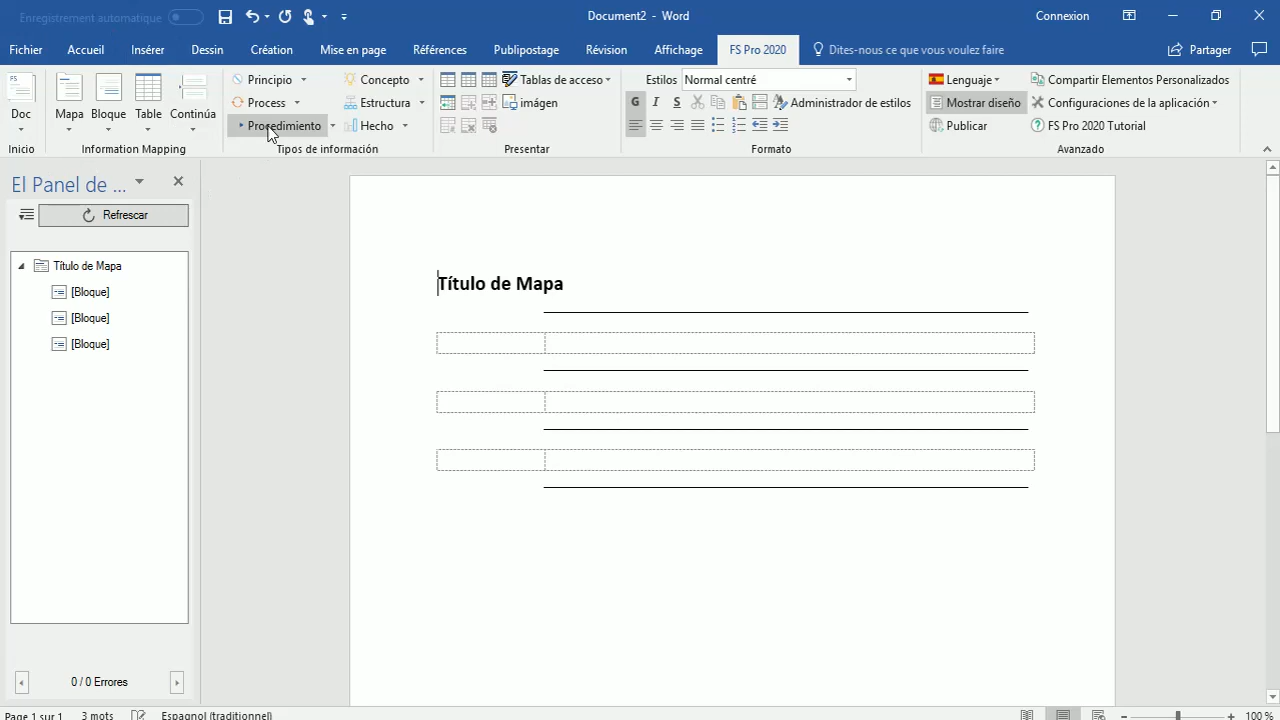 Enregistrement automatique
Document2 - Word
Connexion
Fichier Accueil Insérer Dessin Création Mise en page Références Publipostage Révision Affichage FS Pro 2020 Dites-nous ce que vous voulez faire Partager
Principio Concepto Tablas de acceso Estilos Normal centré Lenguaje Compartir Elementos Personalizados
Process Estructura imágen G I S Administrador de estilos Mostrar diseño Configuraciones de la aplicación
Doc Mapa Bloque Table Continúa
Procedimiento Hecho Publicar FS Pro 2020 Tutorial
Inicio Information Mapping Tipos de información Presentar Formato Avanzado
El Panel de ...
Refrescar
Título de Mapa
[Bloque]
[Bloque]
[Bloque]
Título de Mapa
0 / 0 Errores
Page 1 sur 1 3 mots Espagnol (traditionnel) 100 %